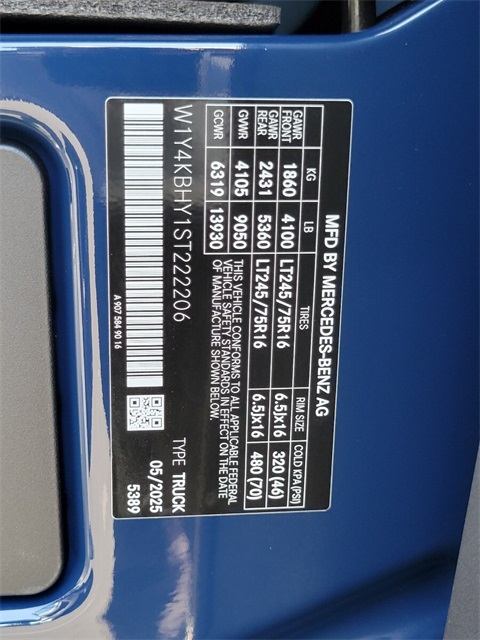 MFD BY MERCEDES-BENZ AG
KG LB TIRES RIM SIZE COLD KPA (PSI)
GAWR FRONT 1860 4100 LT245/75R16 6.5Jx16 320 (46)
GAWR REAR 2431 5360 LT245/75R16 6.5Jx16 480 (70)
GVWR 4105 9050
GCWR 6319 13930
THIS VEHICLE CONFORMS TO ALL APPLICABLE FEDERAL
VEHICLE SAFETY STANDARDS IN EFFECT ON THE DATE
OF MANUFACTURE SHOWN ABOVE.
W1Y4KBHY1ST222206
TYPE TRUCK
05/2025
5389
A 907 584 90 16